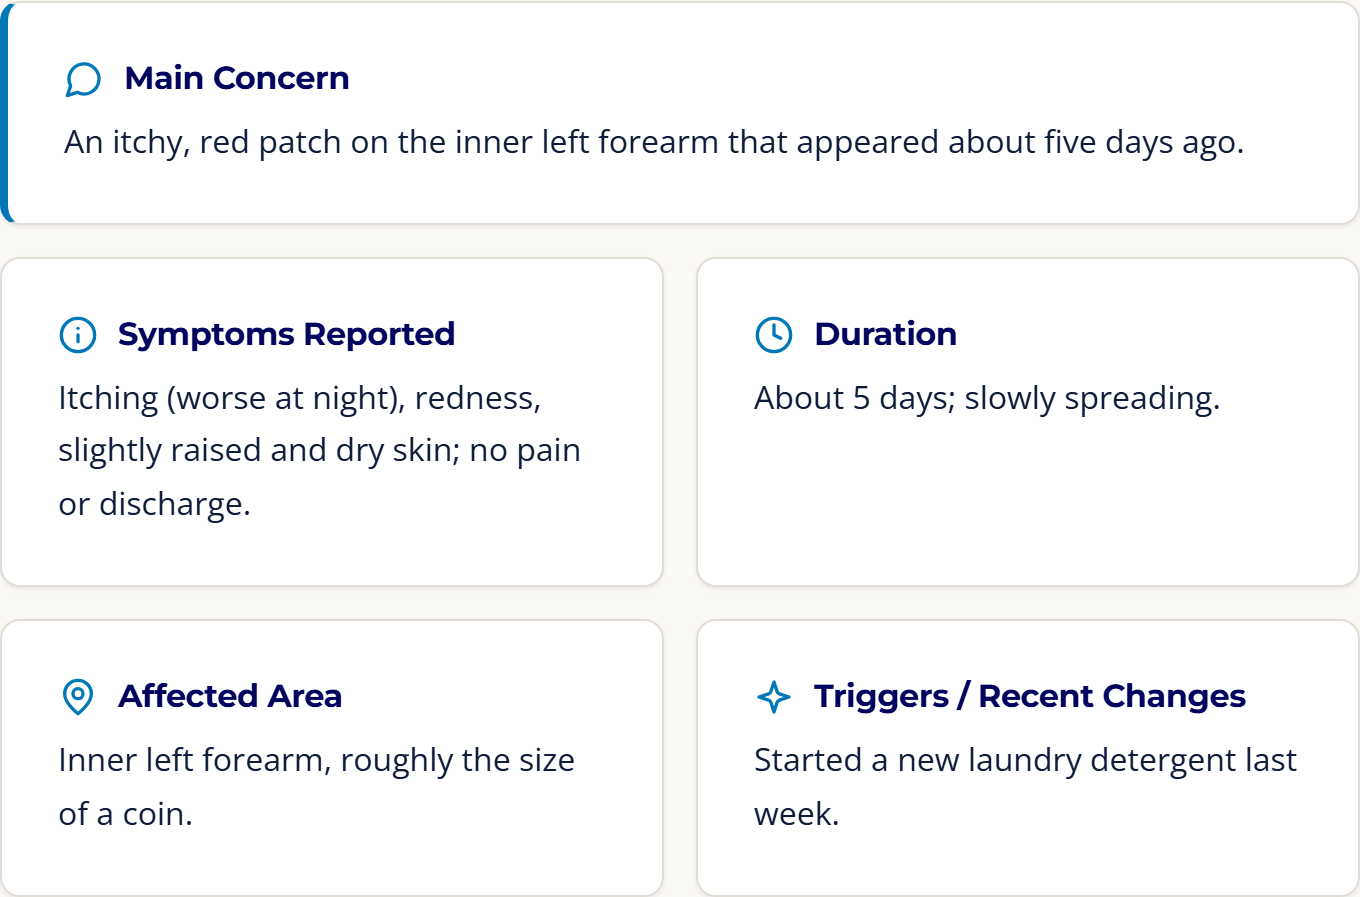 Main Concern
An itchy, red patch on the inner left forearm that appeared about five days ago.
Symptoms Reported
Itching (worse at night), redness,
slightly raised and dry skin; no pain
or discharge.
Duration
About 5 days; slowly spreading.
Affected Area
Inner left forearm, roughly the size
of a coin.
Triggers / Recent Changes
Started a new laundry detergent last
week.